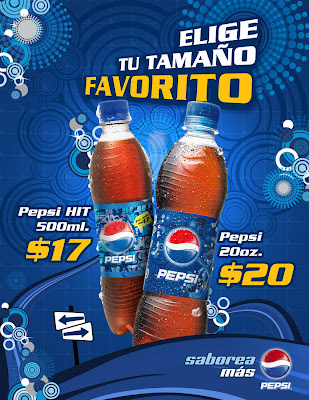 ELIGE
TU TAMAÑO
FAVORITO
Pepsi HIT
500ml.
$17
PEPSI
PEPSI
Pepsi
20oz.
$20
saborea
más
PEPSI